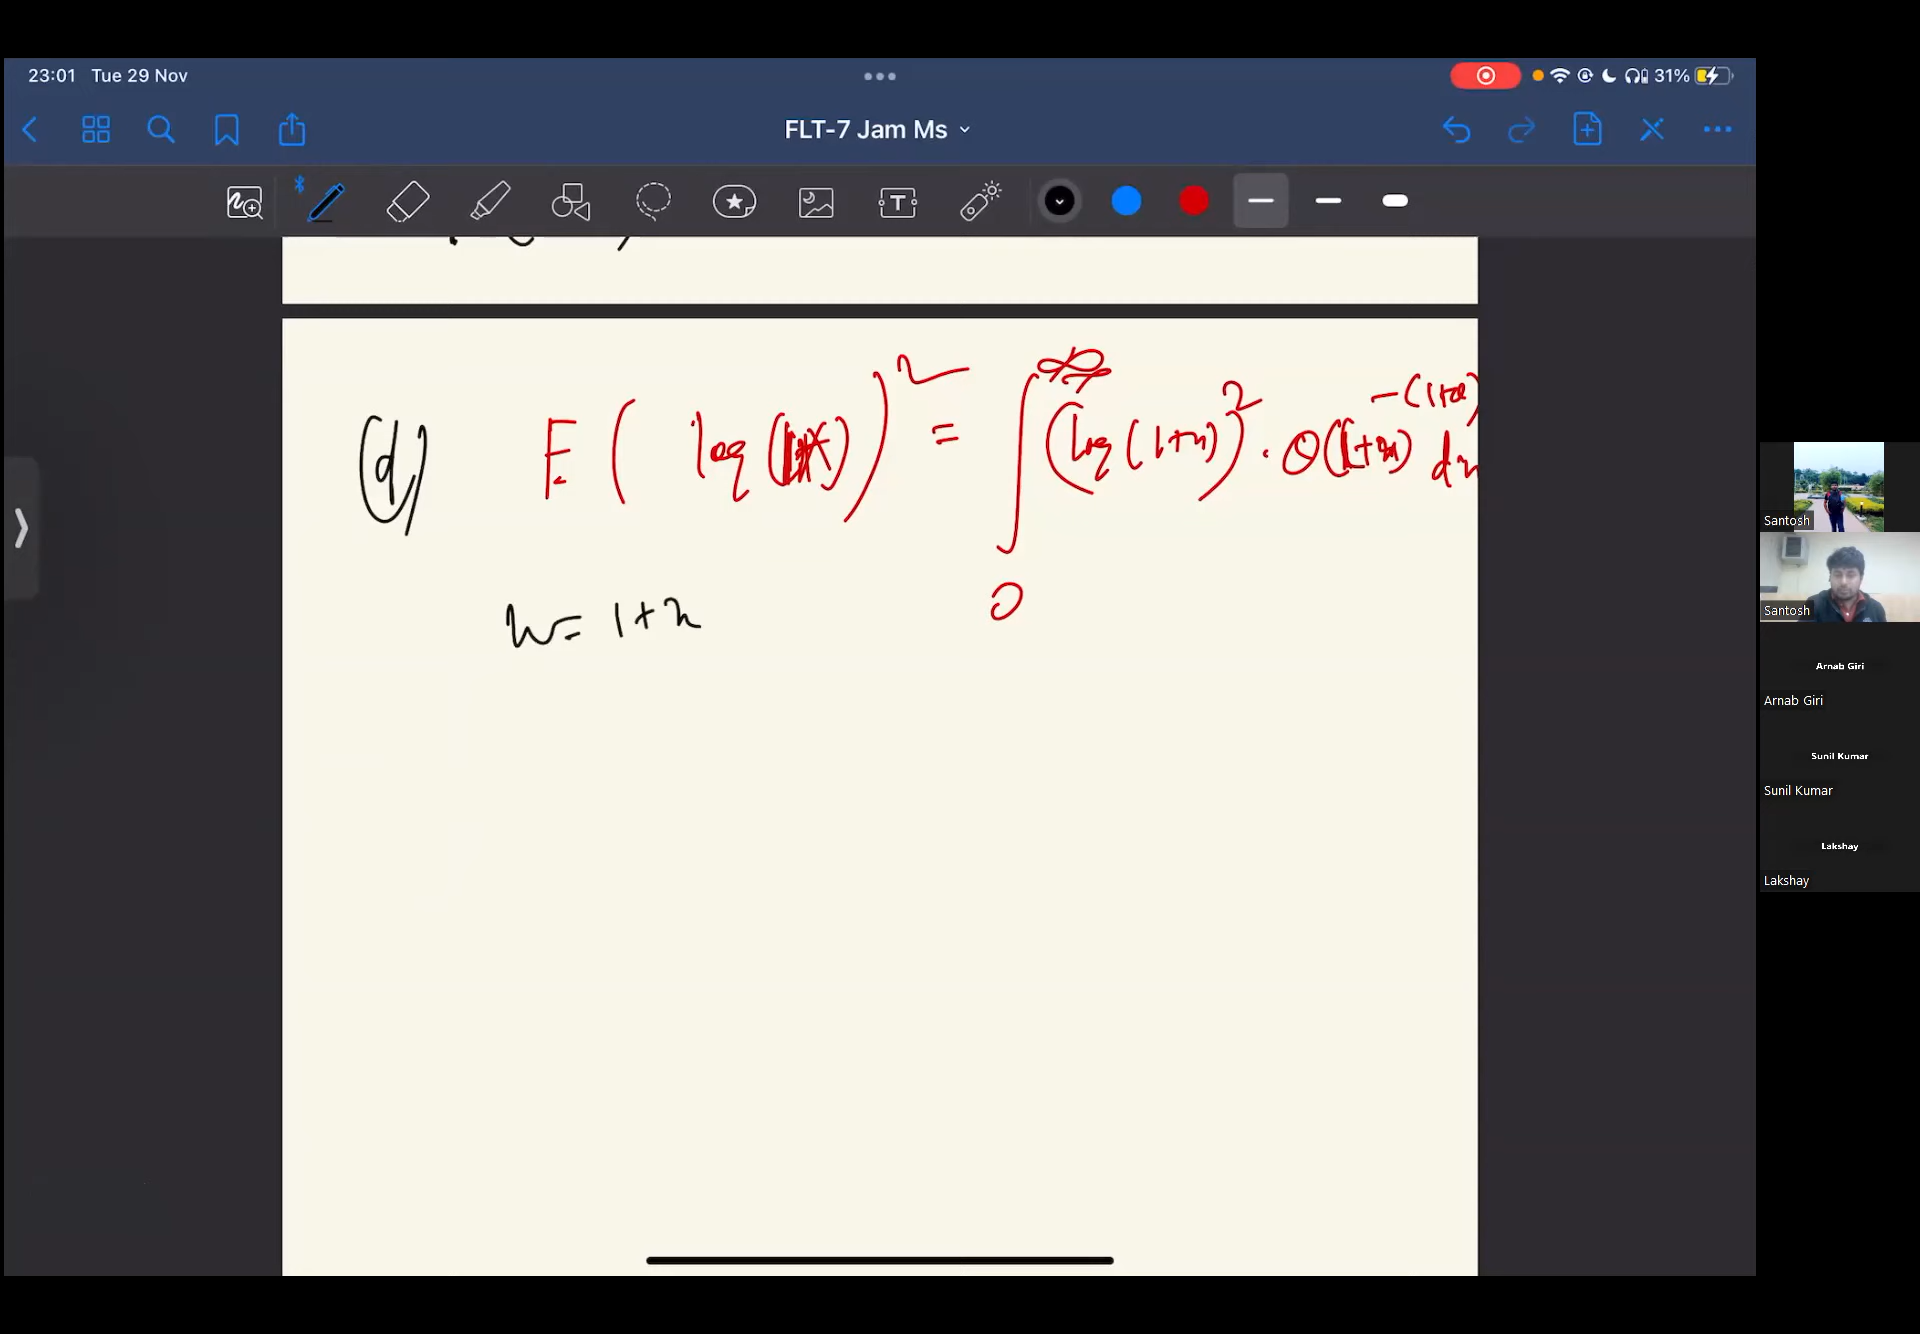 23:01 Tue 29 Nov
31%
FLT-7 Jam Ms
T
(d) E ( log (1+X) )² = ∫₀^∞ (log (1+x))² · θ(1+x)^-(1+θ) dx
u = 1+x
Santosh
Santosh
Arnab Giri
Arnab Giri
Sunil Kumar
Sunil Kumar
Lakshay
Lakshay